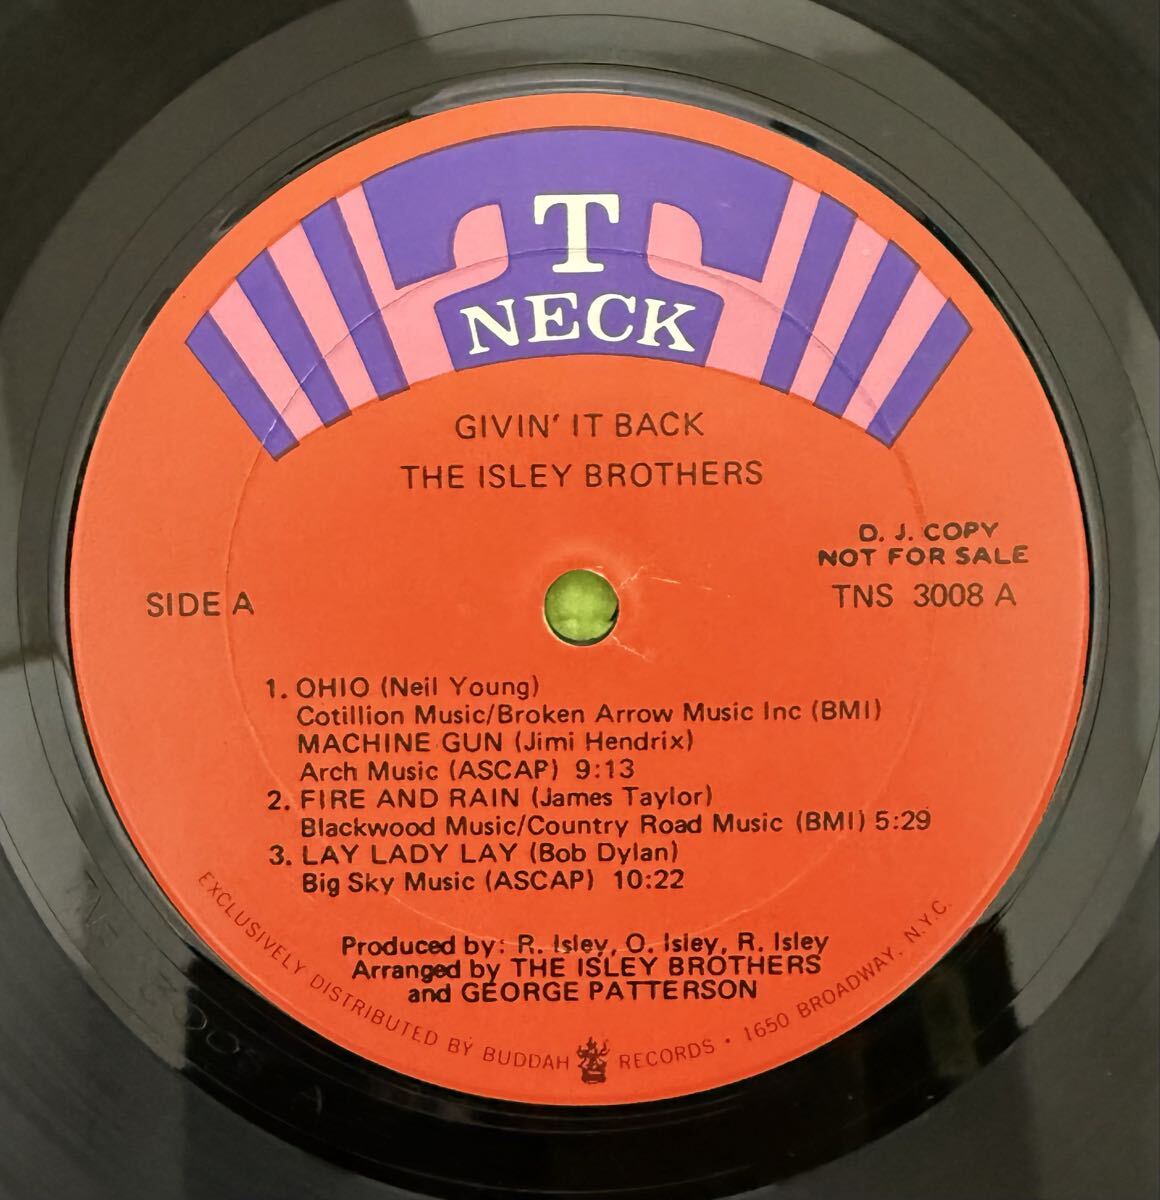 T
NECK
GIVIN' IT BACK
THE ISLEY BROTHERS
D. J. COPY
NOT FOR SALE
SIDE A
TNS 3008 A
1. OHIO (Neil Young)
Cotillion Music/Broken Arrow Music Inc (BMI)
MACHINE GUN (Jimi Hendrix)
Arch Music (ASCAP) 9:13
2. FIRE AND RAIN (James Taylor)
Blackwood Music/Country Road Music (BMI) 5:29
3. LAY LADY LAY (Bob Dylan)
Big Sky Music (ASCAP) 10:22
Produced by: R. Isley, O. Isley, R. Isley
Arranged by THE ISLEY BROTHERS
and GEORGE PATTERSON
EXCLUSIVELY DISTRIBUTED BY BUDDAH RECORDS • 1650 BROADWAY, N.Y.C.